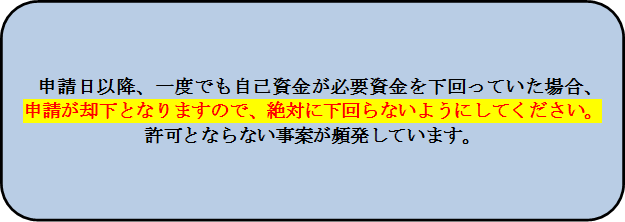 申請日以降、一度でも自己資金が必要資金を下回っていた場合、
申請が却下となりますので、絶対に下回らないようにしてください。
許可とならない事案が頻発しています。